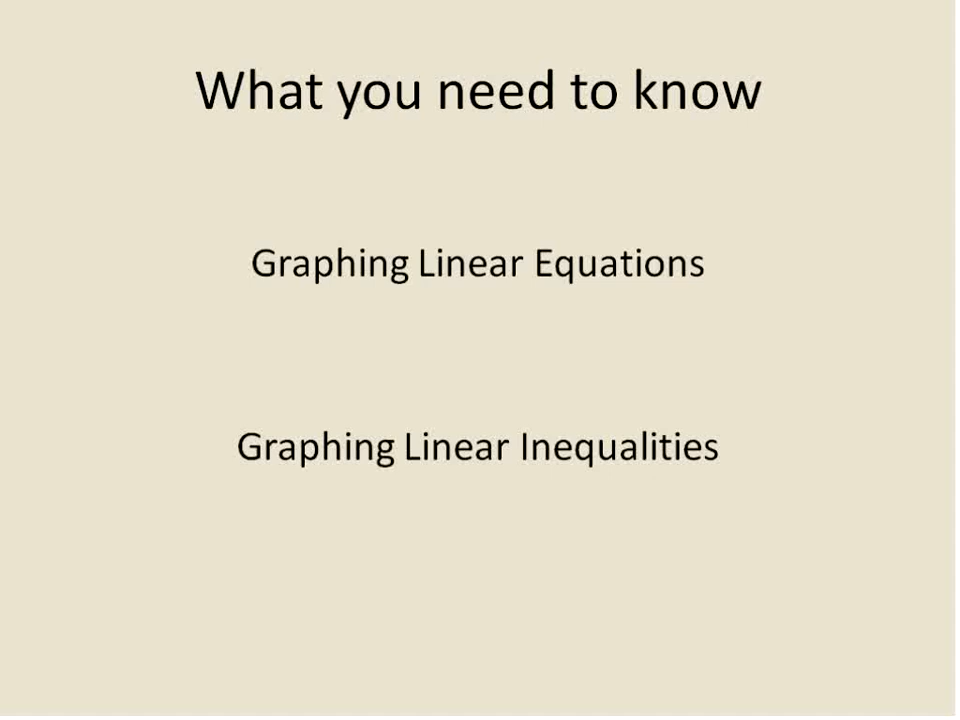 What you need to know
Graphing Linear Equations
Graphing Linear Inequalities